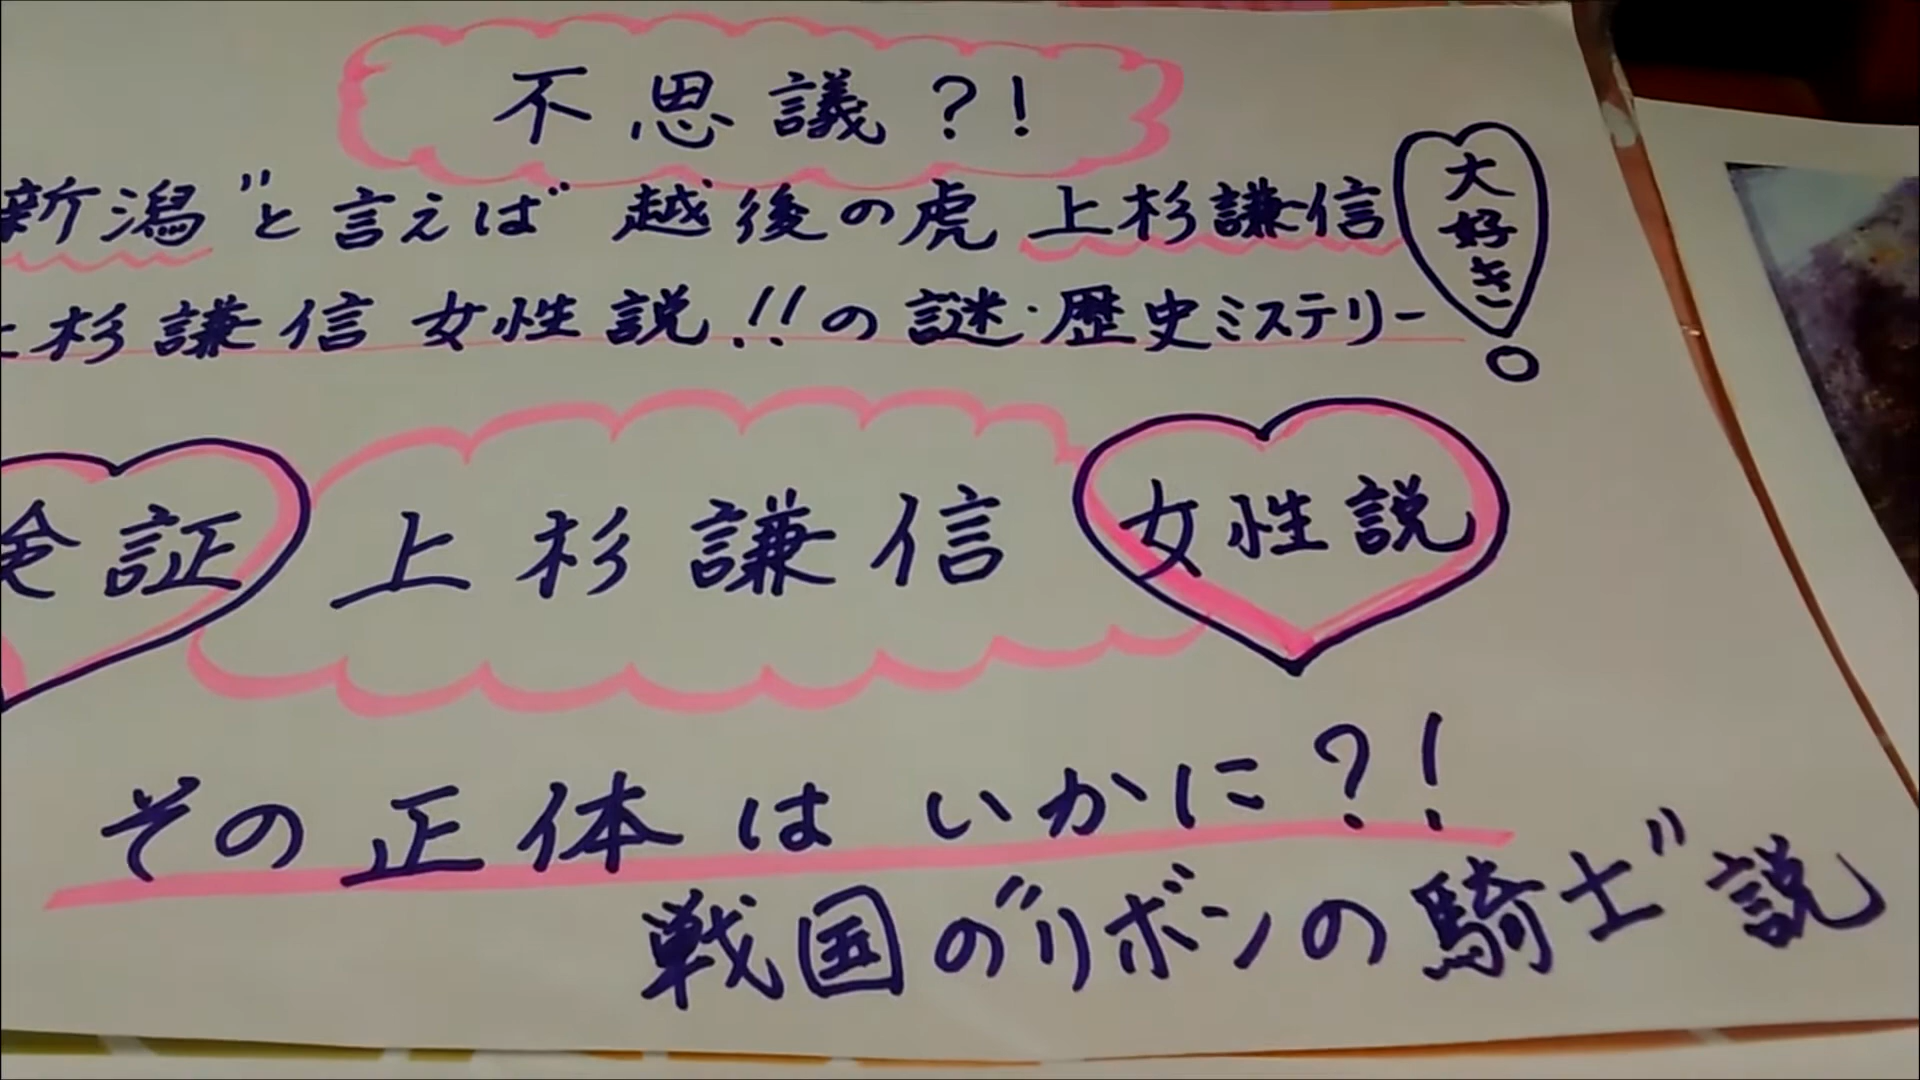 不思議?!
新潟"と言えば"越後の虎 上杉謙信
大好き
上杉謙信 女性説!!の謎・歴史ミステリー
検証 上杉謙信 女性説
その正体はいかに?!
戦国の"リボンの騎士"説